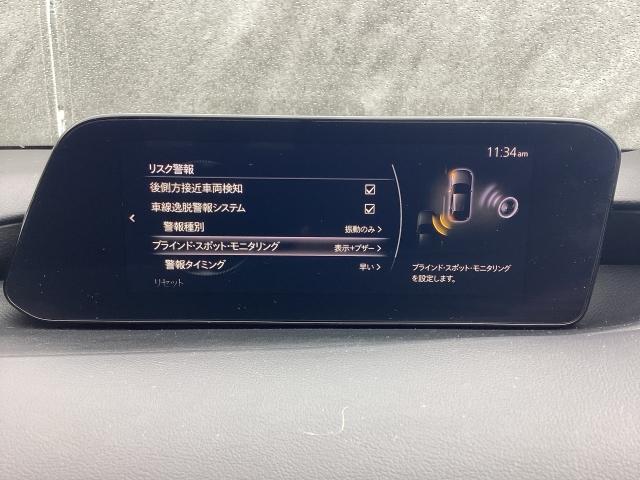 11:34am
リスク警報
後側方接近車両検知
車線逸脱警報システム
警報種別 振動のみ
ブラインド・スポット・モニタリング 表示+ブザー
警報タイミング 早い
リセット
ブラインド・スポット・モニタリング
を設定します。